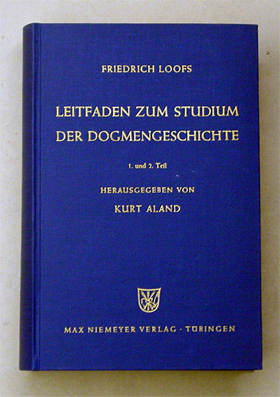 FRIEDRICH LOOFS
LEITFADEN ZUM STUDIUM
DER DOGMENGESCHICHTE
1. und 2. Teil
HERAUSGEGEBEN VON
KURT ALAND
MAX NIEMEYER VERLAG · TÜBINGEN